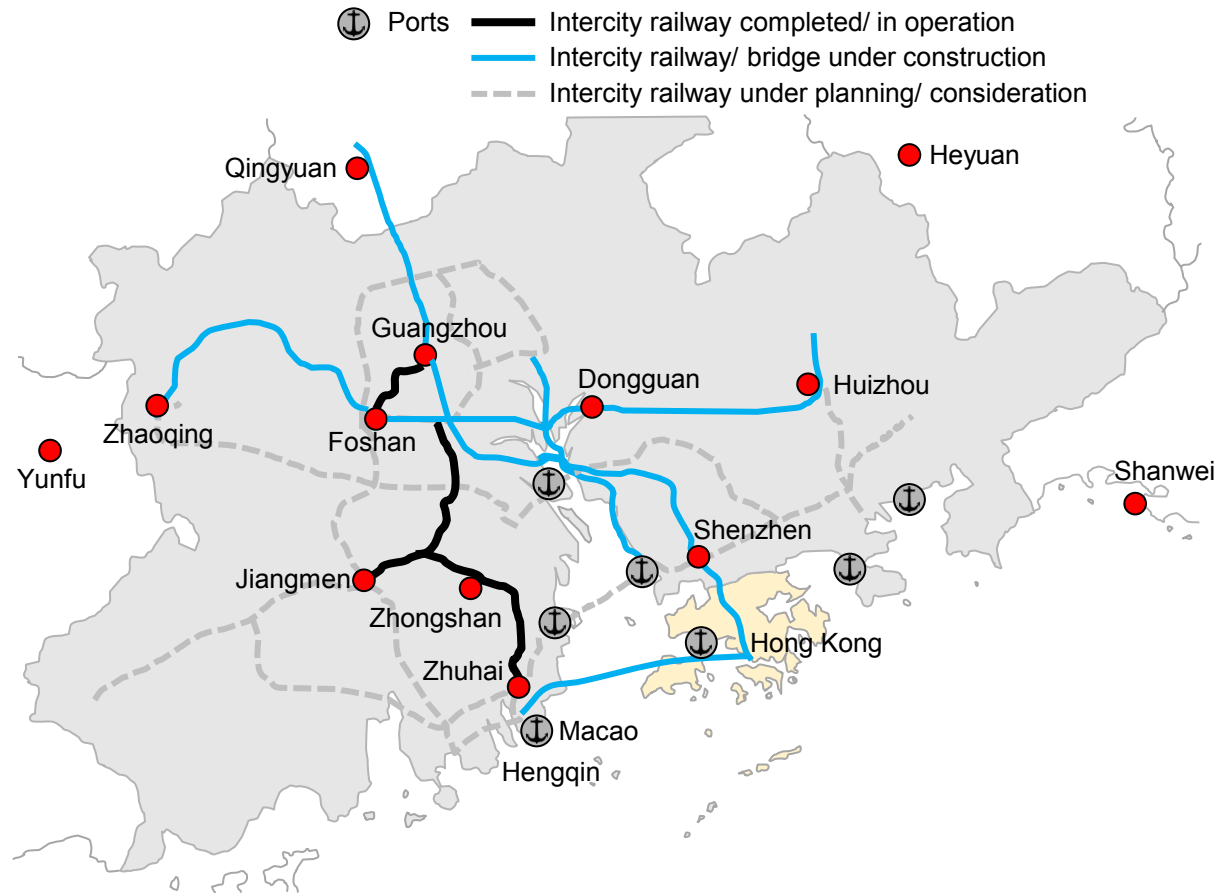 Ports
Intercity railway completed/ in operation
Intercity railway/ bridge under construction
Intercity railway under planning/ consideration
Qingyuan
Heyuan
Guangzhou
Dongguan
Huizhou
Zhaoqing
Foshan
Yunfu
Shanwei
Shenzhen
Jiangmen
Zhongshan
Hong Kong
Zhuhai
Macao
Hengqin